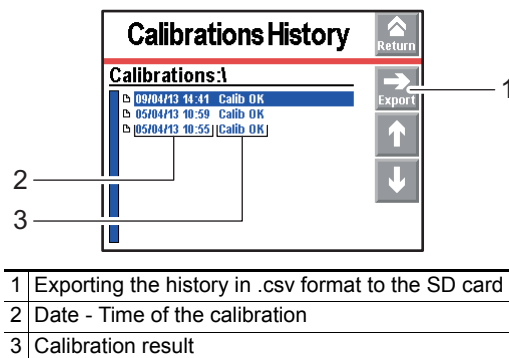 Calibrations History
Return
Calibrations:\
09/04/13 14:41 Calib OK
Export
1
05/04/13 10:59 Calib OK
05/04/13 10:55 Calib OK
2
3
1 Exporting the history in .csv format to the SD card
2 Date - Time of the calibration
3 Calibration result